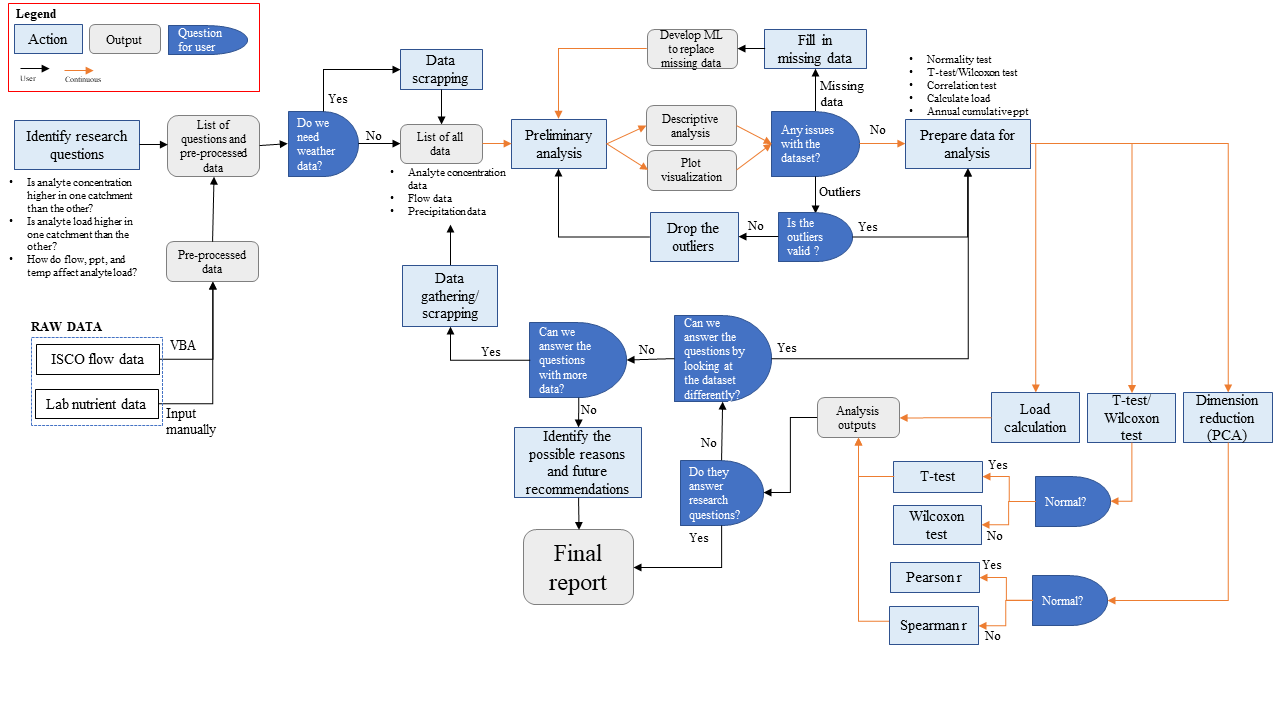 Legend
Action
Output
Question
for user
User
Continuous
Identify research
questions
• Is analyte concentration
higher in one catchment
than the other?
• Is analyte load higher in
one catchment than the
other?
• How do flow, ppt, and
temp affect analyte load?
RAW DATA
ISCO flow data
Lab nutrient data
VBA
Input
manually
Pre-processed
data
List of
questions and
pre-processed
data
Do we
need
weather
data?
Yes
No
Data
scrapping
List of all
data
• Analyte concentration
data
• Flow data
• Precipitation data
Data
gathering/
scrapping
Preliminary
analysis
Develop ML
to replace
missing data
Fill in
missing data
Missing
data
Descriptive
analysis
Plot
visualization
Any issues
with the
dataset?
No
Outliers
Is the
outliers
valid ?
No
Yes
Drop the
outliers
• Normality test
• T-test/Wilcoxon test
• Correlation test
• Calculate load
• Annual cumulative ppt
Prepare data for
analysis
Can we
answer the
questions
with more
data?
Yes
No
No
Can we
answer the
questions by
looking at
the dataset
differently?
Yes
Identify the
possible reasons
and future
recommendations
Final
report
No
Do they
answer
research
questions?
Yes
Analysis
outputs
Load
calculation
T-test/
Wilcoxon
test
Dimension
reduction
(PCA)
T-test
Yes
Normal?
Wilcoxon
test
No
Pearson r
Yes
Normal?
Spearman r
No